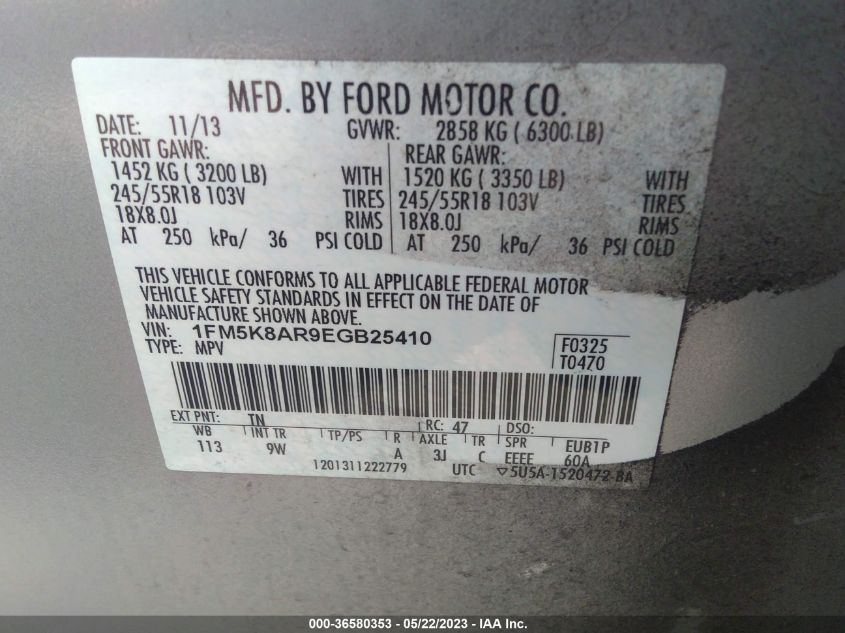 MFD. BY FORD MOTOR CO.
DATE: 11/13 GVWR: 2858 KG ( 6300 LB)
FRONT GAWR: REAR GAWR:
1452 KG ( 3200 LB) WITH 1520 KG ( 3350 LB) WITH
245/55R18 103V TIRES 245/55R18 103V TIRES
18X8.0J RIMS 18X8.0J RIMS
AT 250 kPa/ 36 PSI COLD AT 250 kPa/ 36 PSI COLD
THIS VEHICLE CONFORMS TO ALL APPLICABLE FEDERAL MOTOR
VEHICLE SAFETY STANDARDS IN EFFECT ON THE DATE OF
MANUFACTURE SHOWN ABOVE.
VIN: 1FM5K8AR9EGB25410
TYPE: MPV
F0325
T0470
EXT PNT: TN RC: 47 DSO:
WB INT TR TP/PS R AXLE TR SPR EUB1P
113 9W A 3J C EEEE 60A
1201311222779 UTC ▽5U5A-1520472-BA
000-36580353 - 05/22/2023 - IAA Inc.